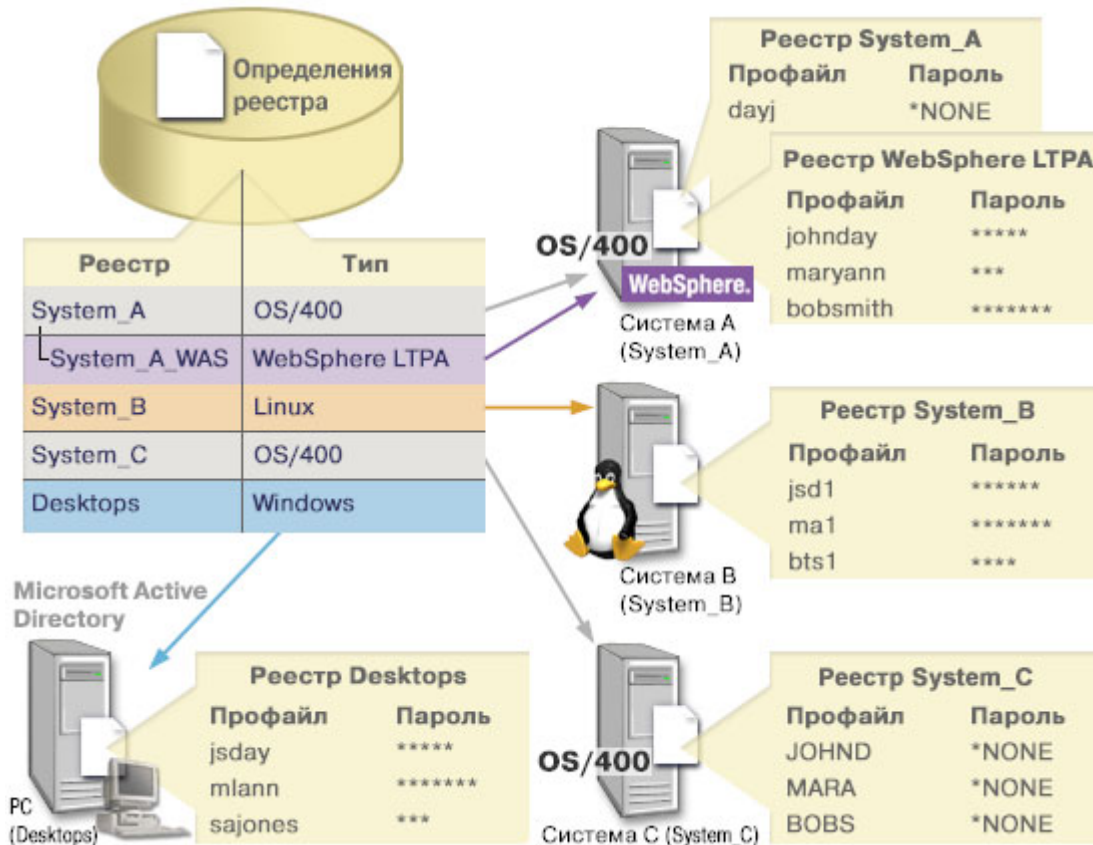 Определения
реестра
Реестр Тип
System_A OS/400
System_A_WAS WebSphere LTPA
System_B Linux
System_C OS/400
Desktops Windows
Реестр System_A
Профайл Пароль
dayj *NONE
Реестр WebSphere LTPA
Профайл Пароль
johnday *****
maryann ***
bobsmith *******
OS/400
WebSphere.
Система A
(System_A)
Реестр System_B
Профайл Пароль
jsd1 ******
ma1 *******
bts1 ****
Система B
(System_B)
Microsoft Active
Directory
PC
(Desktops)
Реестр Desktops
Профайл Пароль
jsday *****
mlann *******
sajones ***
OS/400
Система C (System_C)
Реестр System_C
Профайл Пароль
JOHND *NONE
MARA *NONE
BOBS *NONE